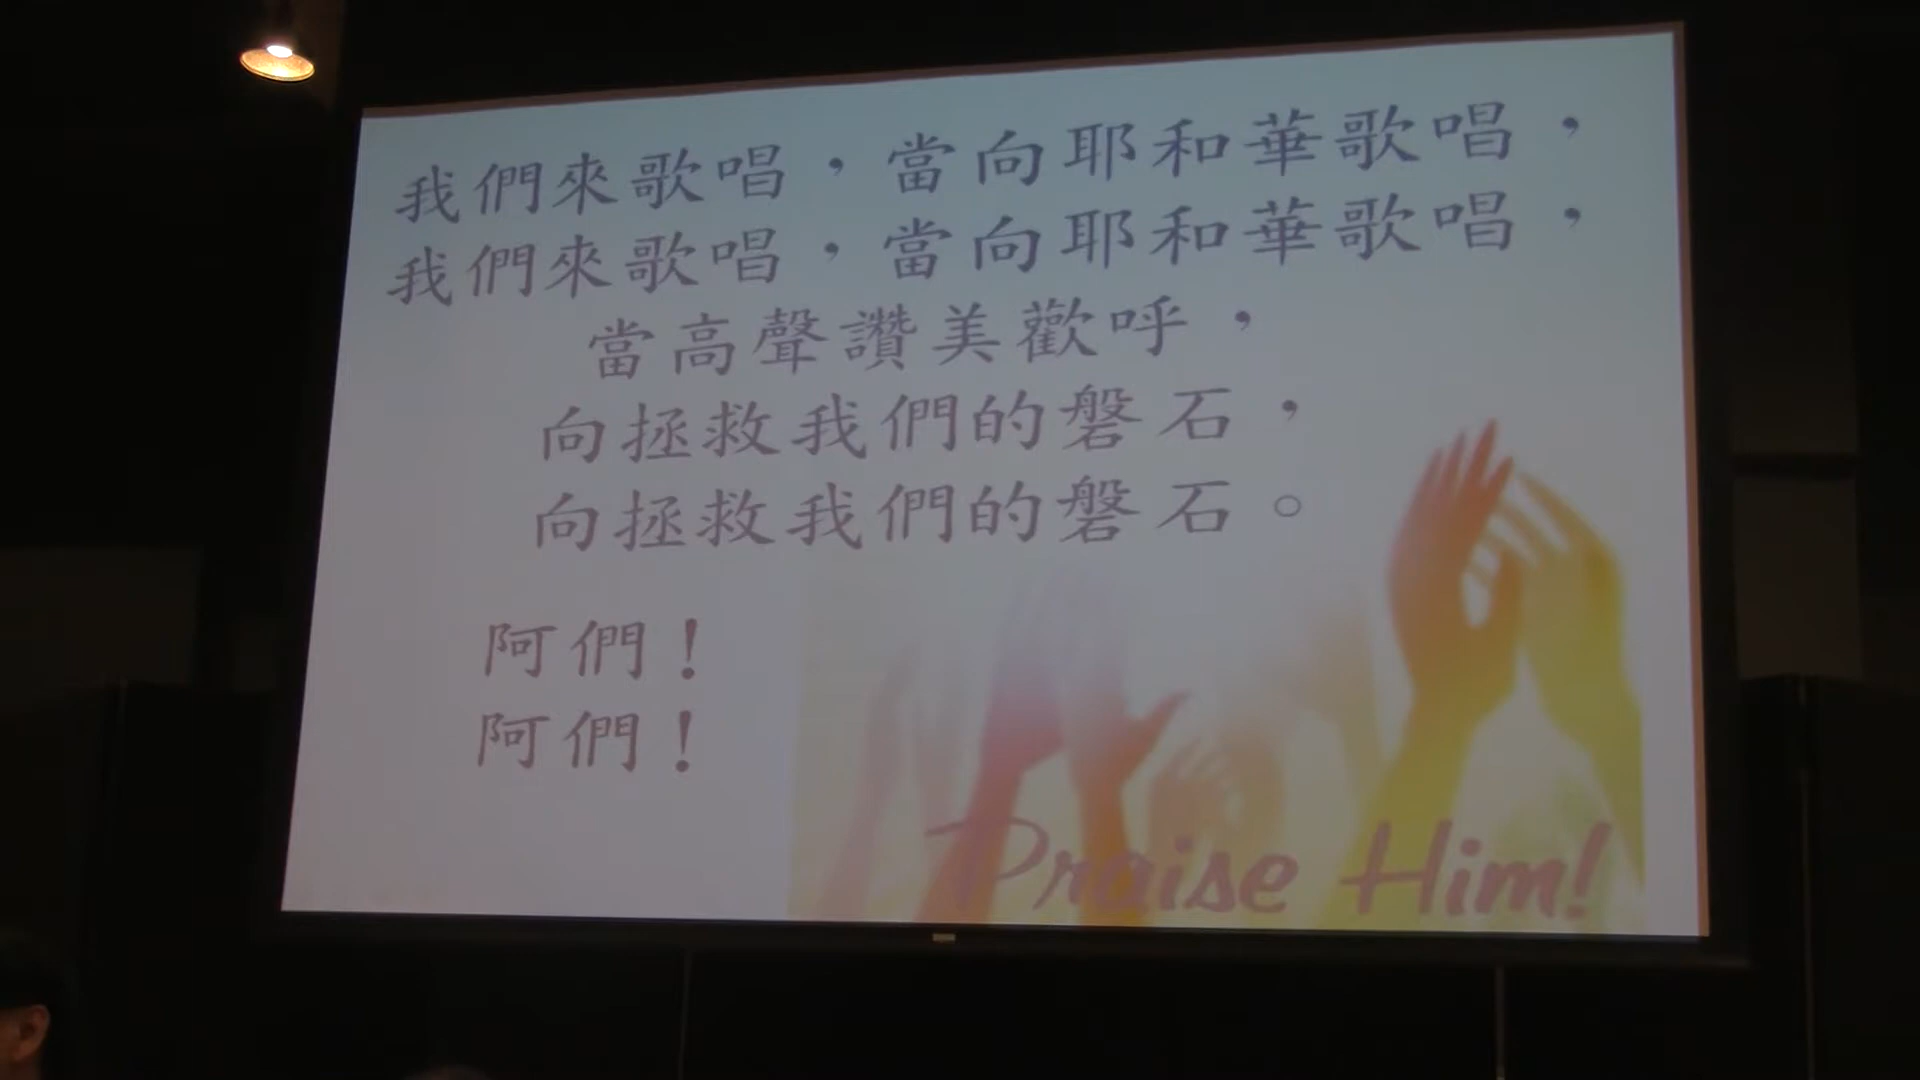 我們來歌唱，當向耶和華歌唱，
我們來歌唱，當向耶和華歌唱，
當高聲讚美歡呼，
向拯救我們的磐石，
向拯救我們的磐石。
阿們！
阿們！
Praise Him!